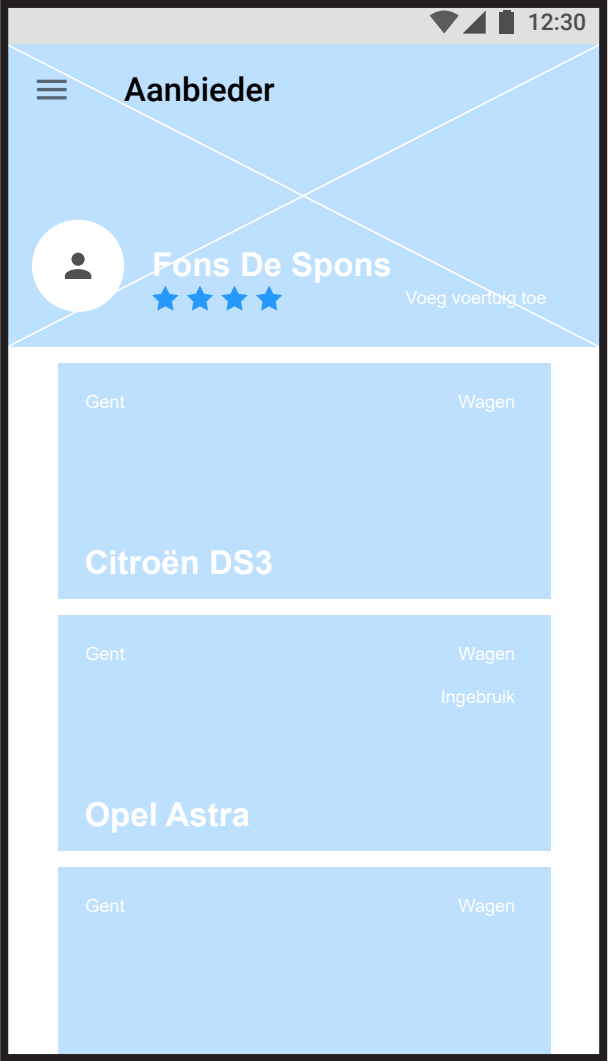 12:30
Aanbieder
Fons De Spons
Voeg voertuig toe
Gent
Wagen
Citroën DS3
Gent
Wagen
Ingebruik
Opel Astra
Gent
Wagen